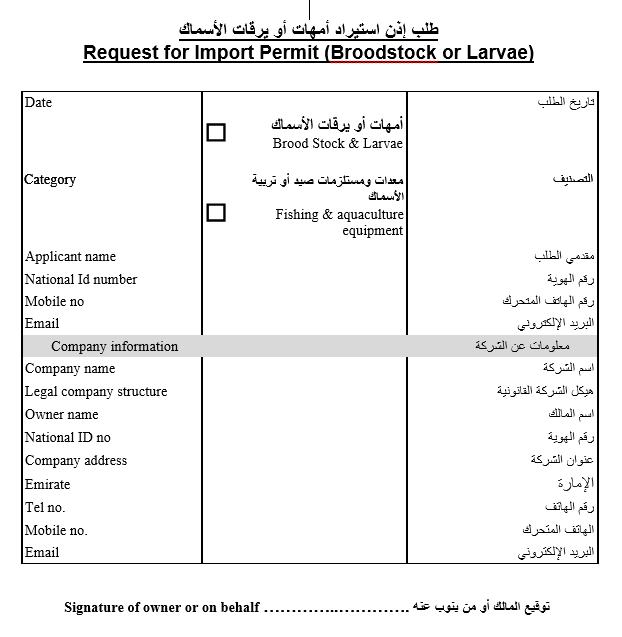 طلب إذن استيراد أمهات أو يرقات الأسماك
Request for Import Permit (Broodstock or Larvae)
Date
تاريخ الطلب
أمهات أو يرقات الأسماك
Brood Stock & Larvae
Category
معدات ومستلزمات صيد أو تربية
الأسماك
Fishing & aquaculture
equipment
التصنيف
Applicant name
مقدمي الطلب
National Id number
رقم الهوية
Mobile no
رقم الهاتف المتحرك
Email
البريد الإلكتروني
Company information
معلومات عن الشركة
Company name
اسم الشركة
Legal company structure
هيكل الشركة القانونية
Owner name
اسم المالك
National ID no
رقم الهوية
Company address
عنوان الشركة
Emirate
الإمارة
Tel no.
رقم الهاتف
Mobile no.
الهاتف المتحرك
Email
البريد الإلكتروني
Signature of owner or on behalf ………………………… توقيع المالك أو من ينوب عنه